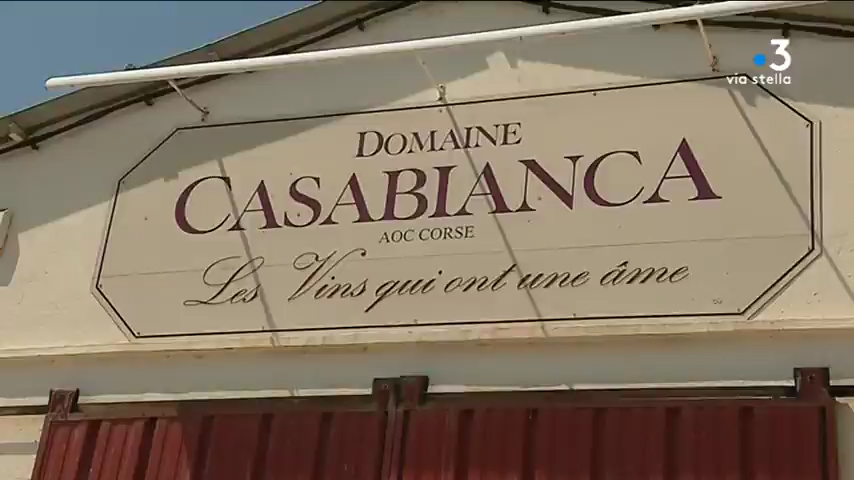 3
via stella
DOMAINE
CASABIANCA
AOC CORSE
Les Vins qui ont une âme